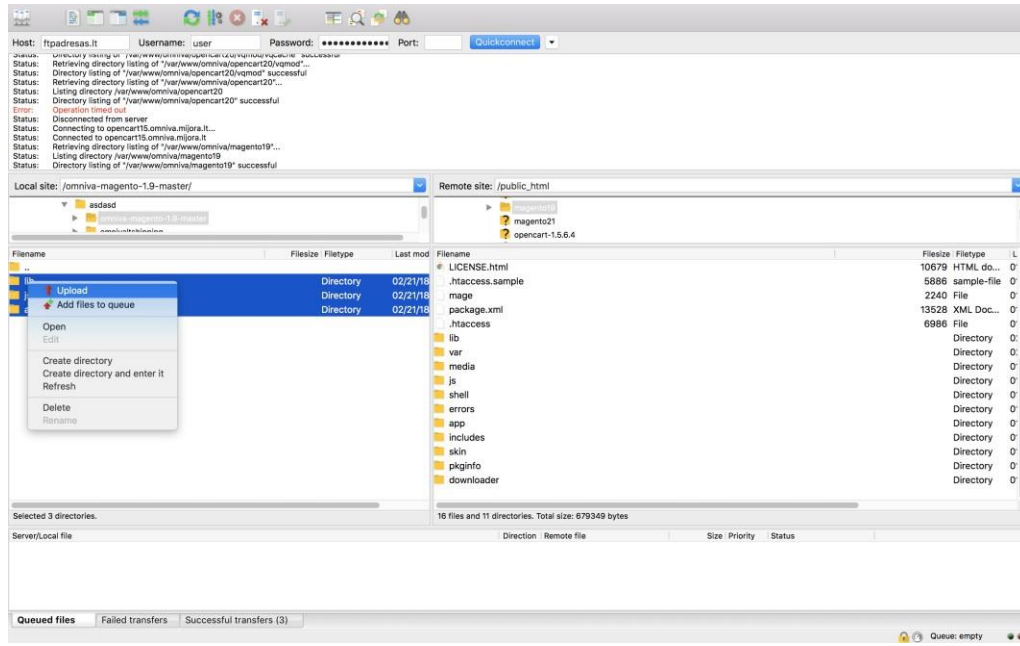 Host: ftpadresas.lt Username: user Password: •••••••••••• Port: Quickconnect
Status: Directory listing of "/var/www/omniva/opencart20/vqmod/vqcache" successful
Status: Retrieving directory listing of "/var/www/omniva/opencart20/vqmod"...
Status: Directory listing of "/var/www/omniva/opencart20/vqmod" successful
Status: Retrieving directory listing of "/var/www/omniva/opencart20"...
Status: Listing directory /var/www/omniva/opencart20
Status: Directory listing of "/var/www/omniva/opencart20" successful
Error: Operation timed out
Status: Disconnected from server
Status: Connecting to opencart15.omniva.mijora.lt...
Status: Connected to opencart15.omniva.mijora.lt
Status: Retrieving directory listing of "/var/www/omniva/magento19"...
Status: Listing directory /var/www/omniva/magento19
Status: Directory listing of "/var/www/omniva/magento19" successful
Local site: /omniva-magento-1.9-master/
asdasd
omniva-magento-1.9-master
omnivaltshipping
Filename Filesize Filetype Last mod
..
lib Directory 02/21/18
Directory 02/21/18
Directory 02/21/18
Upload
Add files to queue
Open
Edit
Create directory
Create directory and enter it
Refresh
Delete
Rename
Selected 3 directories.
Remote site: /public_html
magento19
magento21
opencart-1.5.6.4
Filename Filesize Filetype L
LICENSE.html 10679 HTML do...
.htaccess.sample 5886 sample-file
mage 2240 File
package.xml 13528 XML Doc...
.htaccess 6986 File
lib Directory
var Directory
media Directory
js Directory
shell Directory
errors Directory
app Directory
includes Directory
skin Directory
pkginfo Directory
downloader Directory
16 files and 11 directories. Total size: 679349 bytes
Server/Local file Direction Remote file Size Priority Status
Queued files Failed transfers Successful transfers (3)
Queue: empty